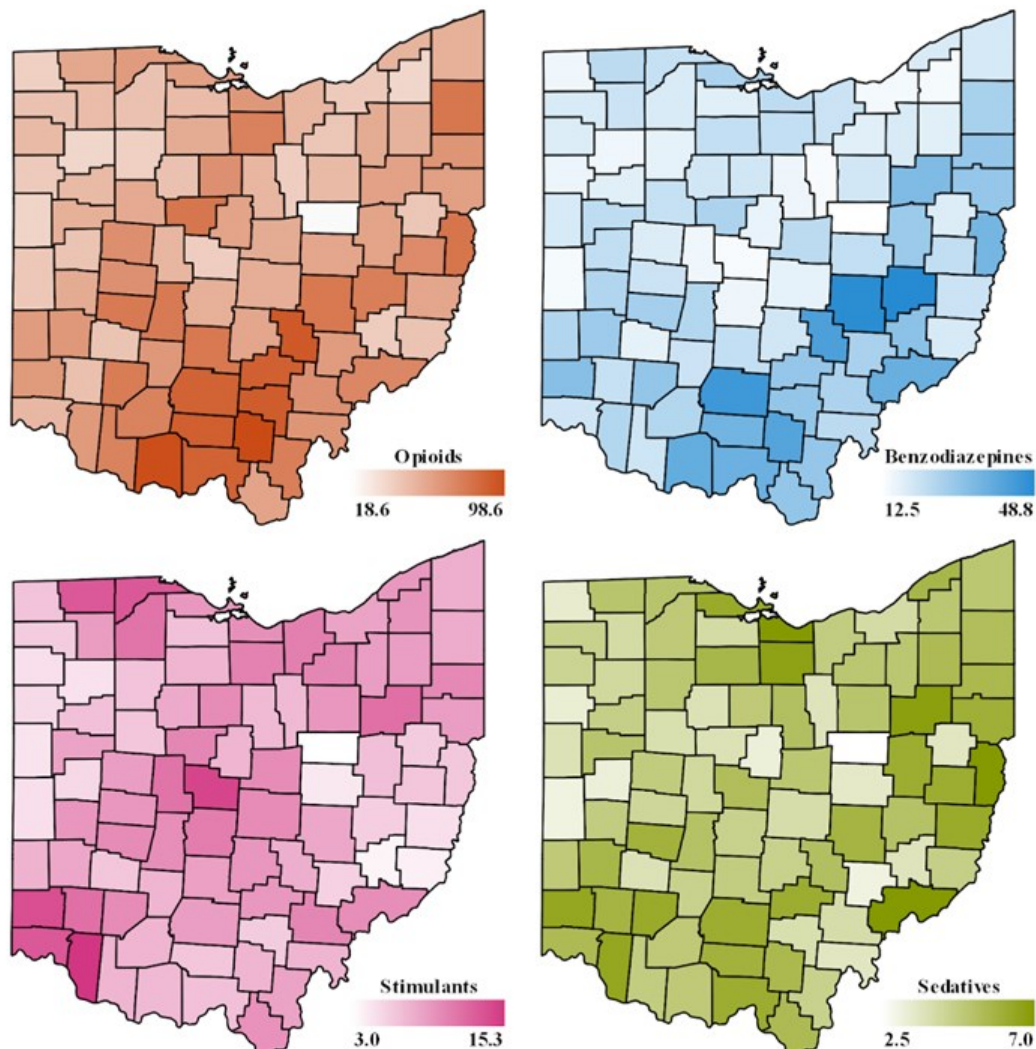 Opioids
18.6 98.6
Benzodiazepines
12.5 48.8
Stimulants
3.0 15.3
Sedatives
2.5 7.0